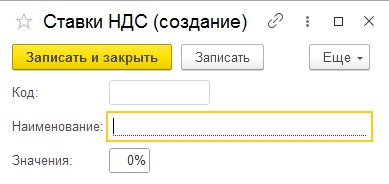 Ставки НДС (создание)
Записать и закрыть Записать Еще
Код:
Наименование:
Значения: 0%